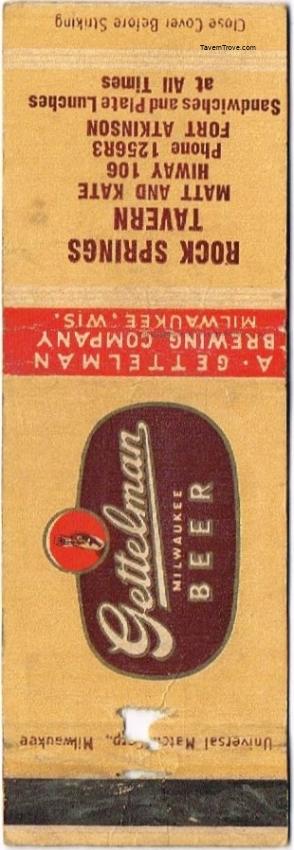 TavernTrove.com
Close Cover Before Striking
ROCK SPRINGS
TAVERN
MATT AND KATE
HIWAY 106
Phone 1256R3
FORT ATKINSON
Sandwiches and Plate Lunches
at All Times
A. GETTELMAN
BREWING COMPANY
MILWAUKEE, WIS.
Gettelman
MILWAUKEE
BEER
Universal Match Corp., Milwaukee